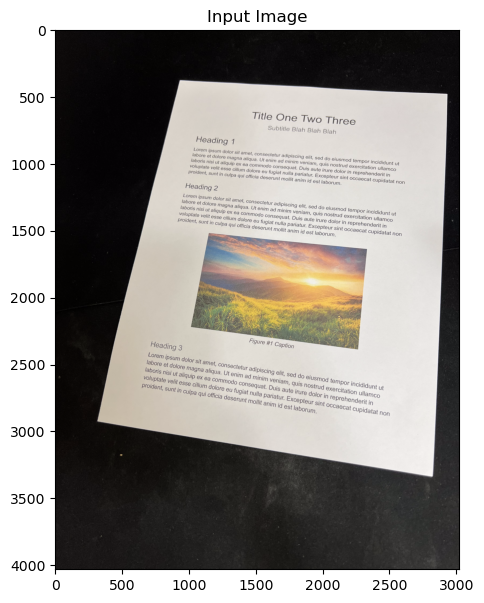 Input Image
0
500
1000
1500
2000
2500
3000
3500
4000
0
500
1000
1500
2000
2500
3000
Title One Two Three
Subtitle Blah Blah Blah
Heading 1
Lorem ipsum dolor sit amet, consectetur adipiscing elit, sed do eiusmod tempor incididunt ut
labore et dolore magna aliqua. Ut enim ad minim veniam, quis nostrud exercitation ullamco
laboris nisi ut aliquip ex ea commodo consequat. Duis aute irure dolor in reprehenderit in
voluptate velit esse cillum dolore eu fugiat nulla pariatur. Excepteur sint occaecat cupidatat non
proident, sunt in culpa qui officia deserunt mollit anim id est laborum.
Heading 2
Lorem ipsum dolor sit amet, consectetur adipiscing elit, sed do eiusmod tempor incididunt ut
labore et dolore magna aliqua. Ut enim ad minim veniam, quis nostrud exercitation ullamco
laboris nisi ut aliquip ex ea commodo consequat. Duis aute irure dolor in reprehenderit in
voluptate velit esse cillum dolore eu fugiat nulla pariatur. Excepteur sint occaecat cupidatat non
proident, sunt in culpa qui officia deserunt mollit anim id est laborum.
Figure #1 Caption
Heading 3
Lorem ipsum dolor sit amet, consectetur adipiscing elit, sed do eiusmod tempor incididunt ut
labore et dolore magna aliqua. Ut enim ad minim veniam, quis nostrud exercitation ullamco
laboris nisi ut aliquip ex ea commodo consequat. Duis aute irure dolor in reprehenderit in
voluptate velit esse cillum dolore eu fugiat nulla pariatur. Excepteur sint occaecat cupidatat non
proident, sunt in culpa qui officia deserunt mollit anim id est laborum.